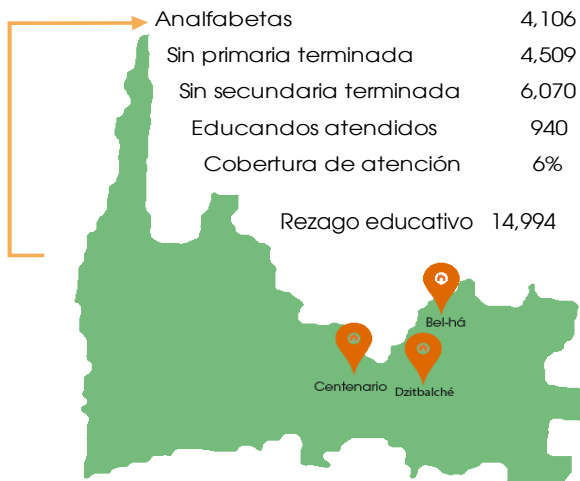 Analfabetas 4,106
Sin primaria terminada 4,509
Sin secundaria terminada 6,070
Educandos atendidos 940
Cobertura de atención 6%
Rezago educativo 14,994
Bel-há
Centenario
Dzitbalché